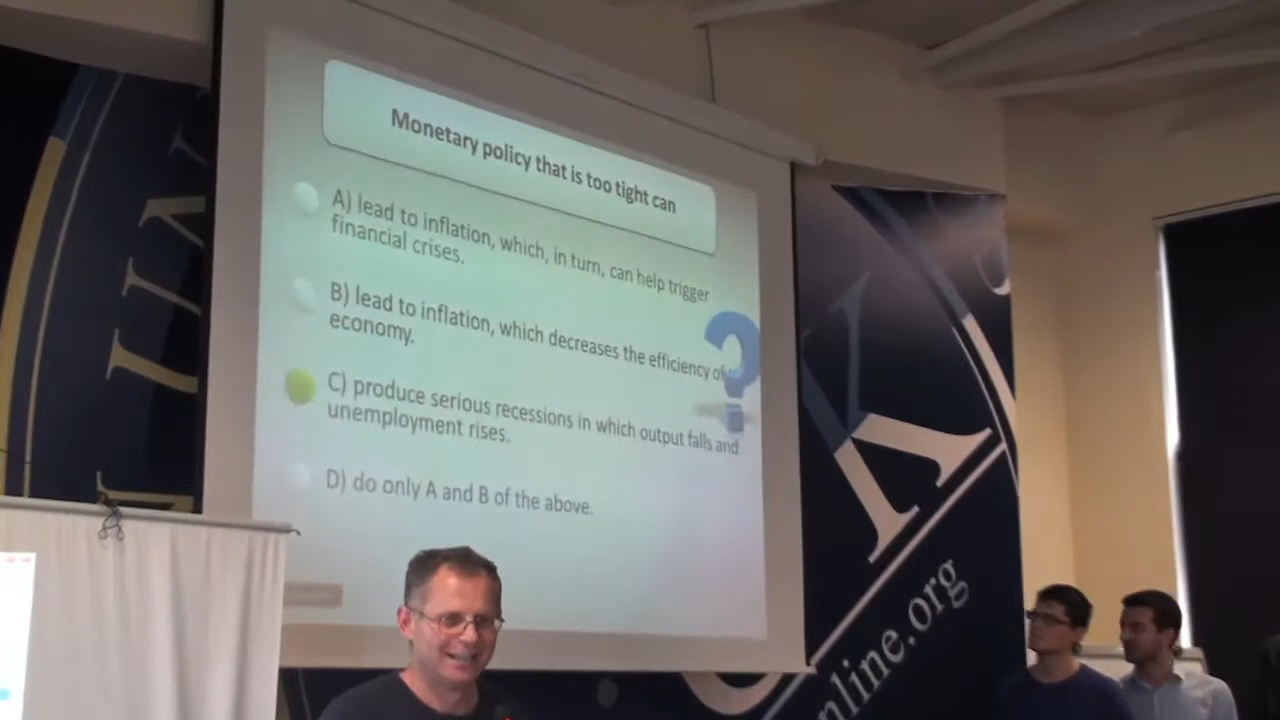 Monetary policy that is too tight can
A) lead to inflation, which, in turn, can help trigger
financial crises.
B) lead to inflation, which decreases the efficiency of
economy.
C) produce serious recessions in which output falls and
unemployment rises.
D) do only A and B of the above.
nline.org